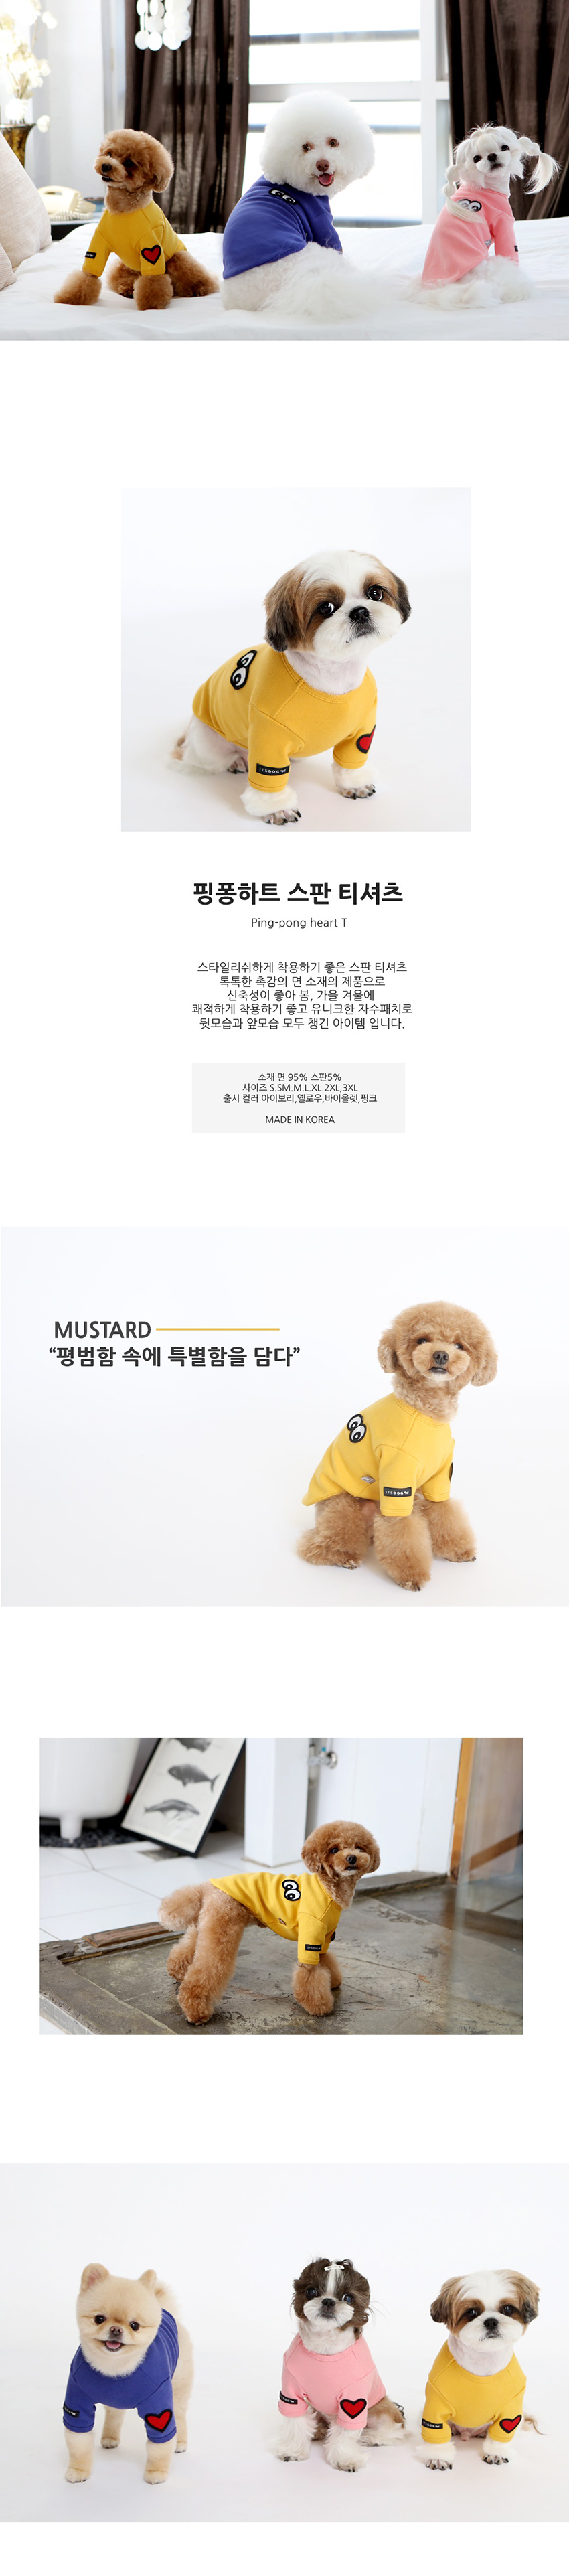 핑퐁하트 스판 티셔츠
Ping-pong heart T
스타일리쉬하게 착용하기 좋은 스판 티셔츠
톡톡한 촉감의 면 소재의 제품으로
신축성이 좋아 봄, 가을 겨울에
쾌적하게 착용하기 좋고 유니크한 자수패치로
뒷모습과 앞모습 모두 챙긴 아이템 입니다.
소재 면 95% 스판5%
사이즈 S.SM.M.L.XL.2XL,3XL
출시 컬러 아이보리,옐로우,바이올렛,핑크
MADE IN KOREA
MUSTARD
“평범함 속에 특별함을 담다”
ITSDOG